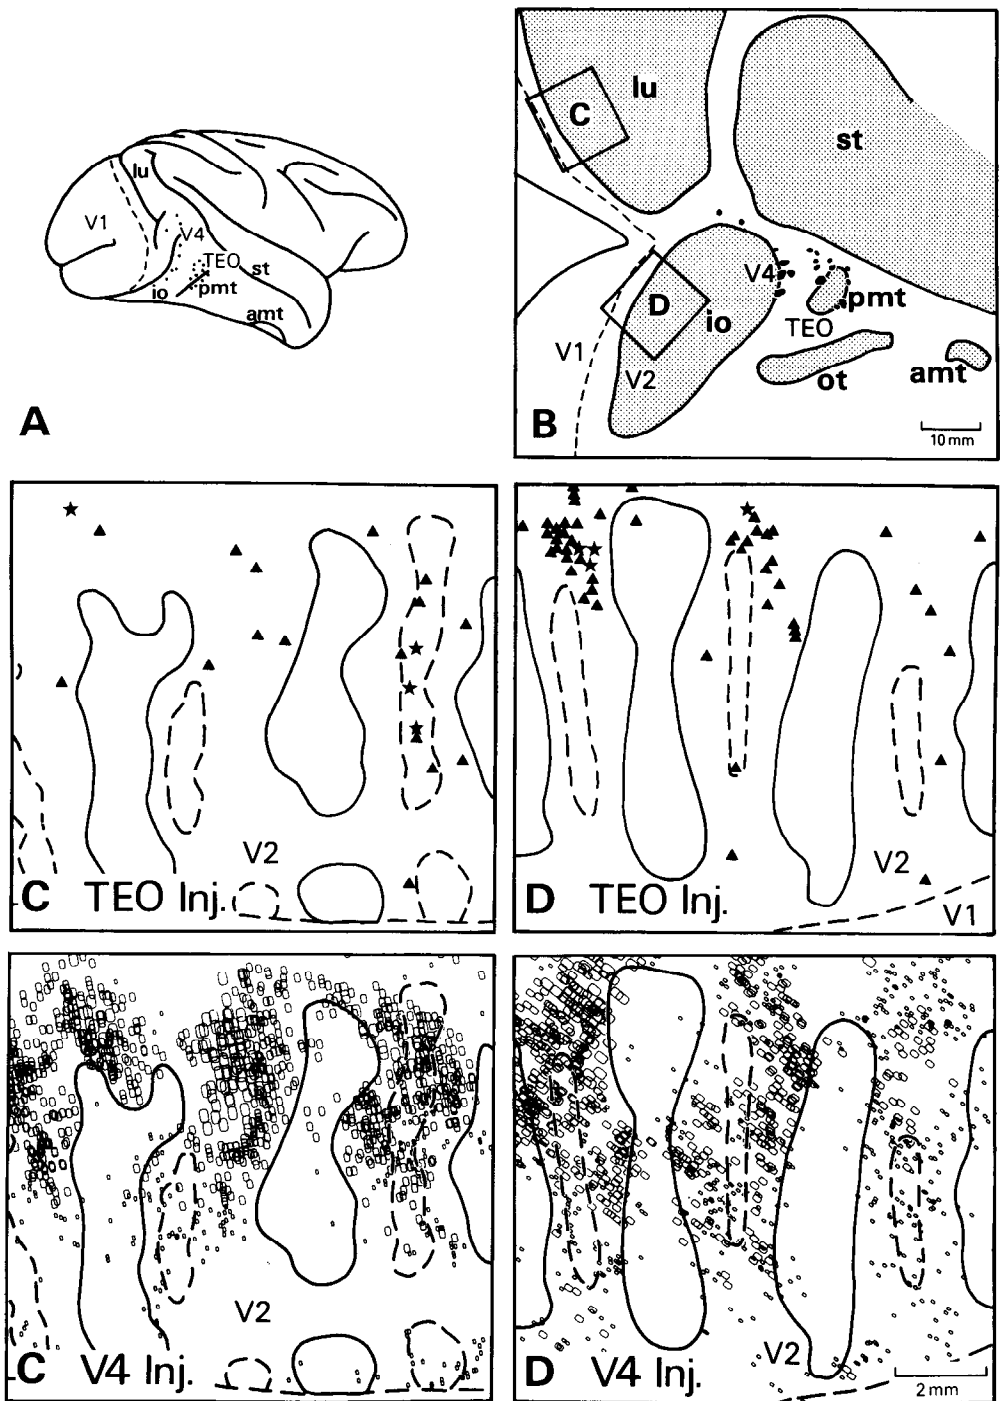 lu
V1
V4
TEO
st
io
pmt
amt
A
lu
C
st
V4
D
io
pmt
TEO
V1
V2
ot
amt
B
10 mm
V2
C TEO Inj.
V2
D TEO Inj.
V1
V2
C V4 Inj.
V2
D V4 Inj.
2 mm